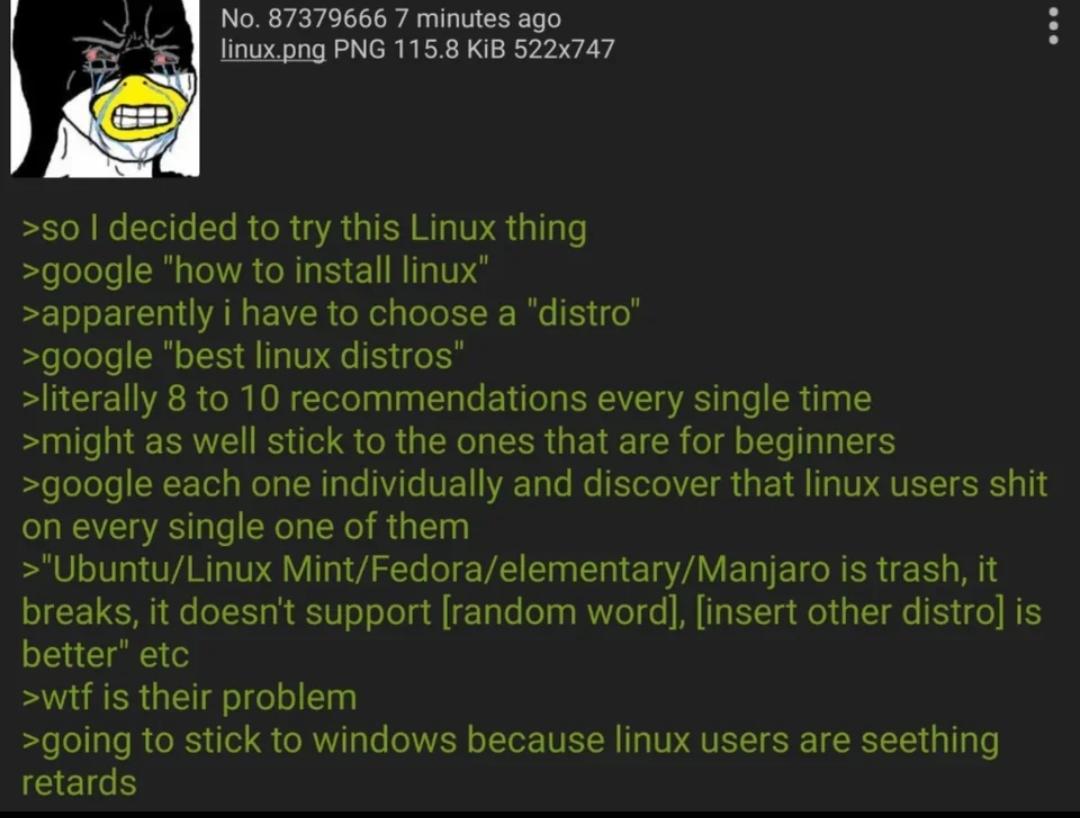 No. 87379666 7 minutes ago
linux.png PNG 115.8 KiB 522x747
>so I decided to try this Linux thing
>google "how to install linux"
>apparently i have to choose a "distro"
>google "best linux distros"
>literally 8 to 10 recommendations every single time
>might as well stick to the ones that are for beginners
>google each one individually and discover that linux users shit
on every single one of them
>"Ubuntu/Linux Mint/Fedora/elementary/Manjaro is trash, it
breaks, it doesn't support [random word], [insert other distro] is
better" etc
>wtf is their problem
>going to stick to windows because linux users are seething
retards